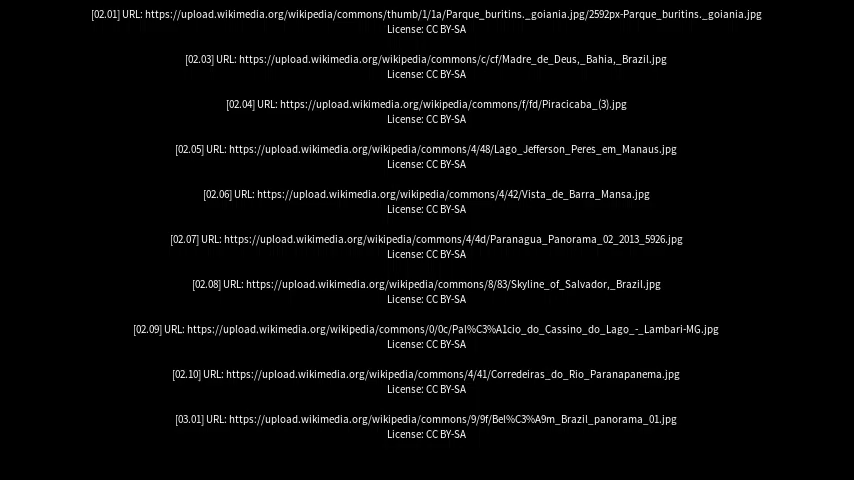 [02.01] URL: https://upload.wikimedia.org/wikipedia/commons/thumb/1/1a/Parque_buritins._goiania.jpg/2592px-Parque_buritins._goiania.jpg
License: CC BY-SA
[02.03] URL: https://upload.wikimedia.org/wikipedia/commons/c/cf/Madre_de_Deus,_Bahia,_Brazil.jpg
License: CC BY-SA
[02.04] URL: https://upload.wikimedia.org/wikipedia/commons/f/fd/Piracicaba_(3).jpg
License: CC BY-SA
[02.05] URL: https://upload.wikimedia.org/wikipedia/commons/4/48/Lago_Jefferson_Peres_em_Manaus.jpg
License: CC BY-SA
[02.06] URL: https://upload.wikimedia.org/wikipedia/commons/4/42/Vista_de_Barra_Mansa.jpg
License: CC BY-SA
[02.07] URL: https://upload.wikimedia.org/wikipedia/commons/4/4d/Paranagua_Panorama_02_2013_5926.jpg
License: CC BY-SA
[02.08] URL: https://upload.wikimedia.org/wikipedia/commons/8/83/Skyline_of_Salvador,_Brazil.jpg
License: CC BY-SA
[02.09] URL: https://upload.wikimedia.org/wikipedia/commons/0/0c/Pal%C3%A1cio_do_Cassino_do_Lago_-_Lambari-MG.jpg
License: CC BY-SA
[02.10] URL: https://upload.wikimedia.org/wikipedia/commons/4/41/Corredeiras_do_Rio_Paranapanema.jpg
License: CC BY-SA
[03.01] URL: https://upload.wikimedia.org/wikipedia/commons/9/9f/Bel%C3%A9m_Brazil_panorama_01.jpg
License: CC BY-SA